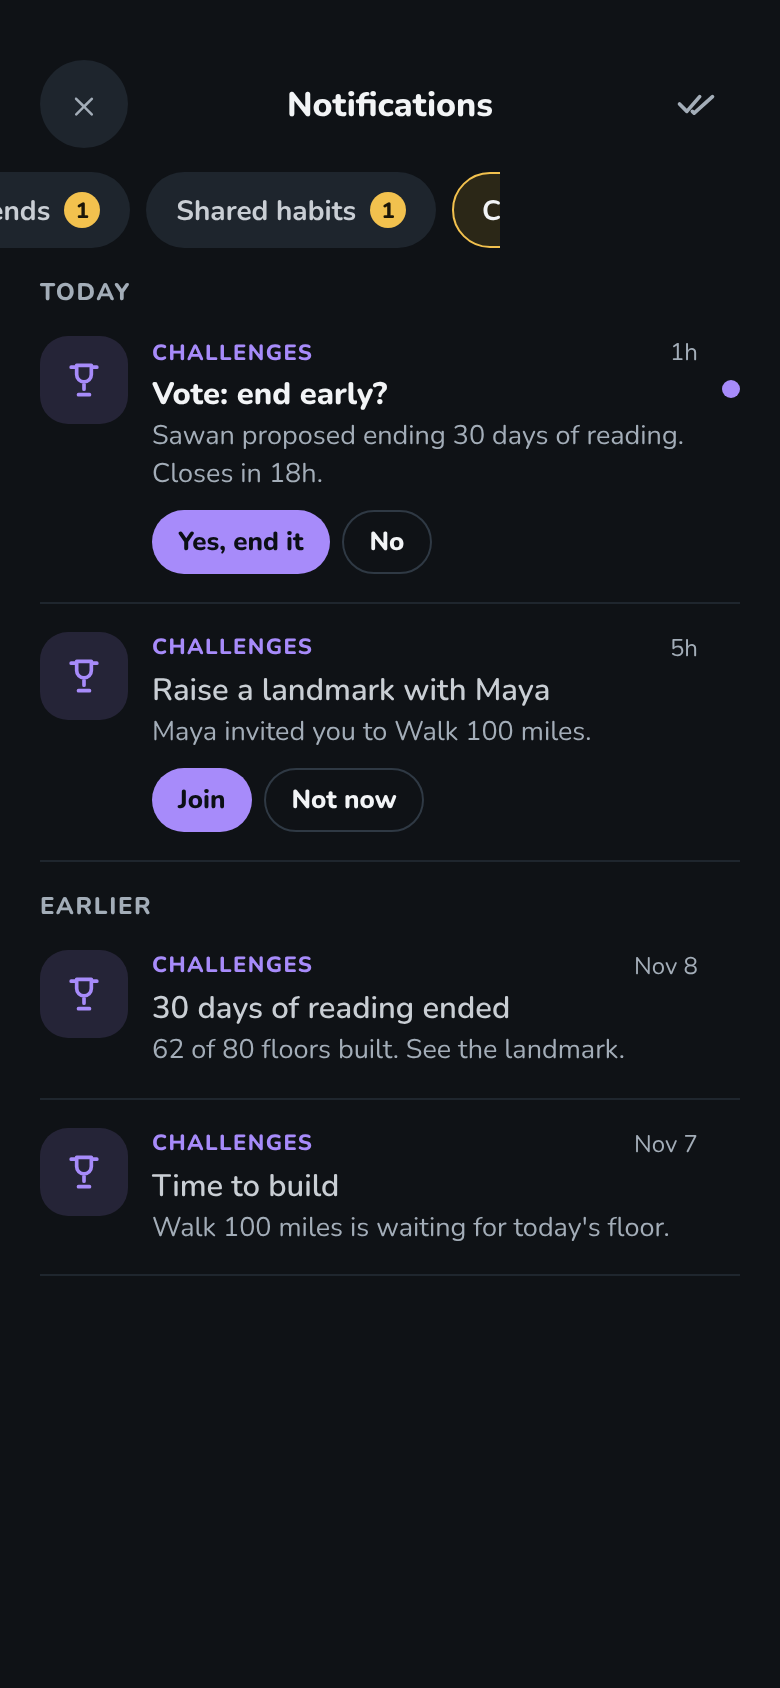 Notifications
ends 1 Shared habits 1 C
TODAY
CHALLENGES 1h
Vote: end early?
Sawan proposed ending 30 days of reading.
Closes in 18h.
Yes, end it No
CHALLENGES 5h
Raise a landmark with Maya
Maya invited you to Walk 100 miles.
Join Not now
EARLIER
CHALLENGES Nov 8
30 days of reading ended
62 of 80 floors built. See the landmark.
CHALLENGES Nov 7
Time to build
Walk 100 miles is waiting for today's floor.